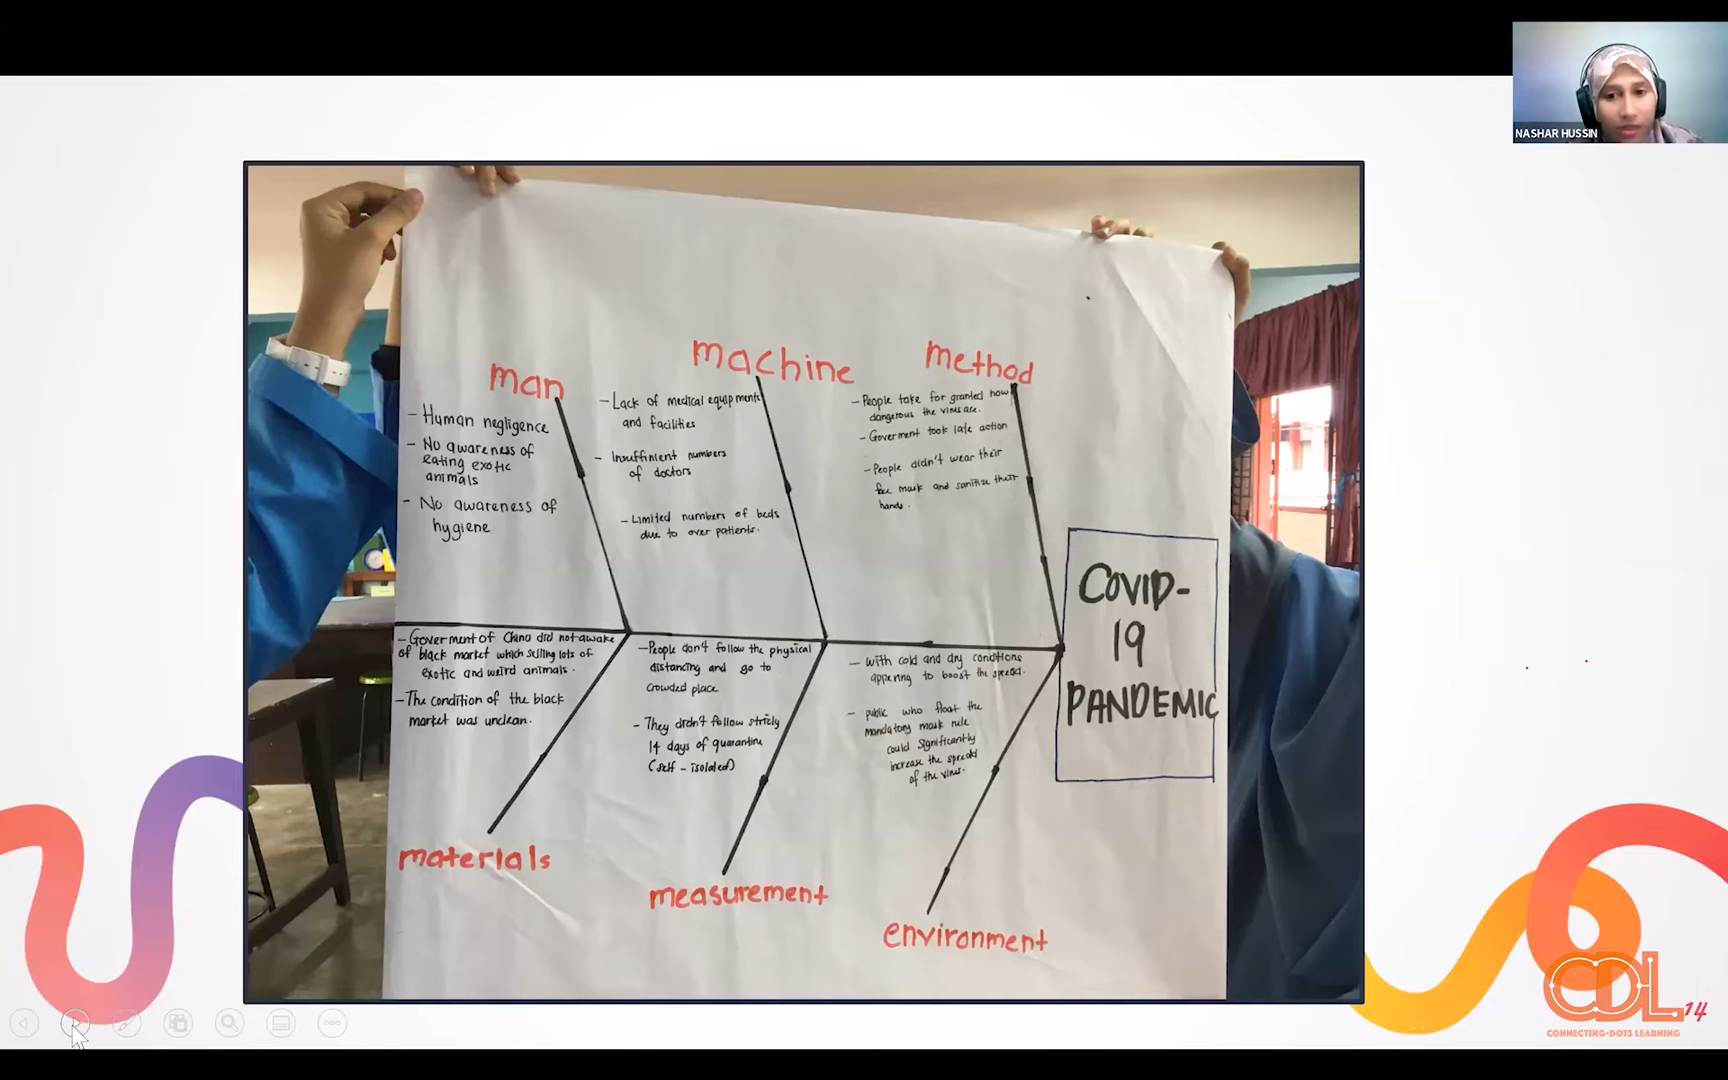 NASHAR HUSSIN
man
- Human negligence
- No awareness of
eating exotic
animals
- No awareness of
hygiene
machine
- Lack of medical equipments
and facilities
- Insuffinient numbers
of doctors
- Limited numbers of beds
due to over patients.
method
- People take for granted how
dangerous the virus are.
- Goverment took late action
- People didn't wear their
face mask and sanitize their
hands.
COVID-
19
PANDEMIC
- Goverment of China did not awake
of black market which selling lots of
exotic and weird animals.
- The condition of the black
market was unclean.
materials
- People don't follow the physical
distancing and go to
crowded place
- They didn't follow stricly
14 days of quarantine
(self-isolated)
measurement
- With cold and dry conditions
appering to boost the spread.
- public who float the
mandatory mask rule
could significantly
increase the spread
of the virus.
environment
CDL
CONNECTING-DOTS LEARNING
14